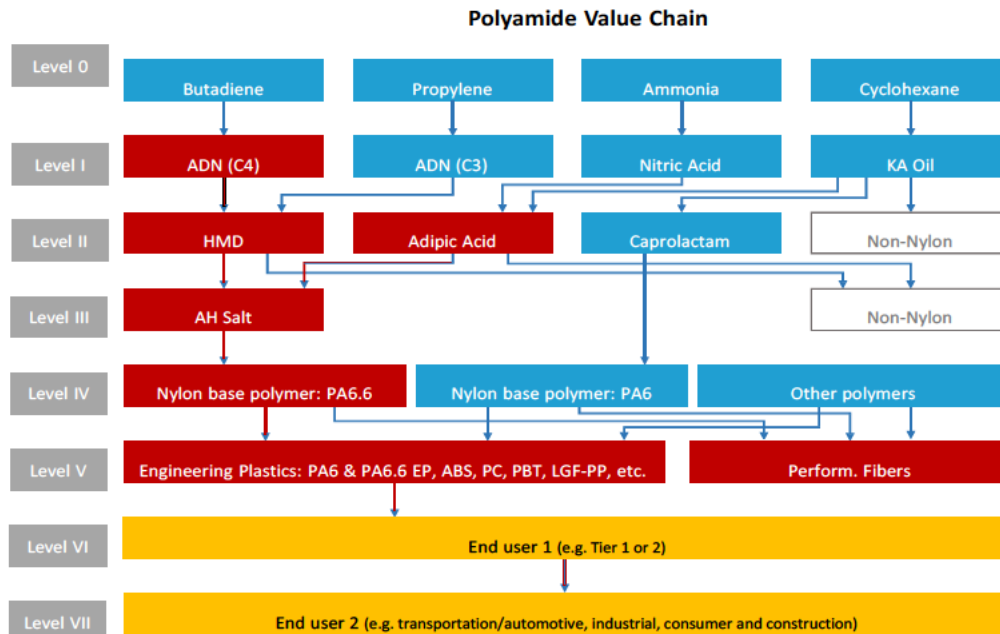 Polyamide Value Chain
Level 0
Butadiene
Propylene
Ammonia
Cyclohexane
Level I
ADN (C4)
ADN (C3)
Nitric Acid
KA Oil
Level II
HMD
Adipic Acid
Caprolactam
Non-Nylon
Level III
AH Salt
Non-Nylon
Level IV
Nylon base polymer: PA6.6
Nylon base polymer: PA6
Other polymers
Level V
Engineering Plastics: PA6 & PA6.6 EP, ABS, PC, PBT, LGF-PP, etc.
Perform. Fibers
Level VI
End user 1 (e.g. Tier 1 or 2)
Level VII
End user 2 (e.g. transportation/automotive, industrial, consumer and construction)